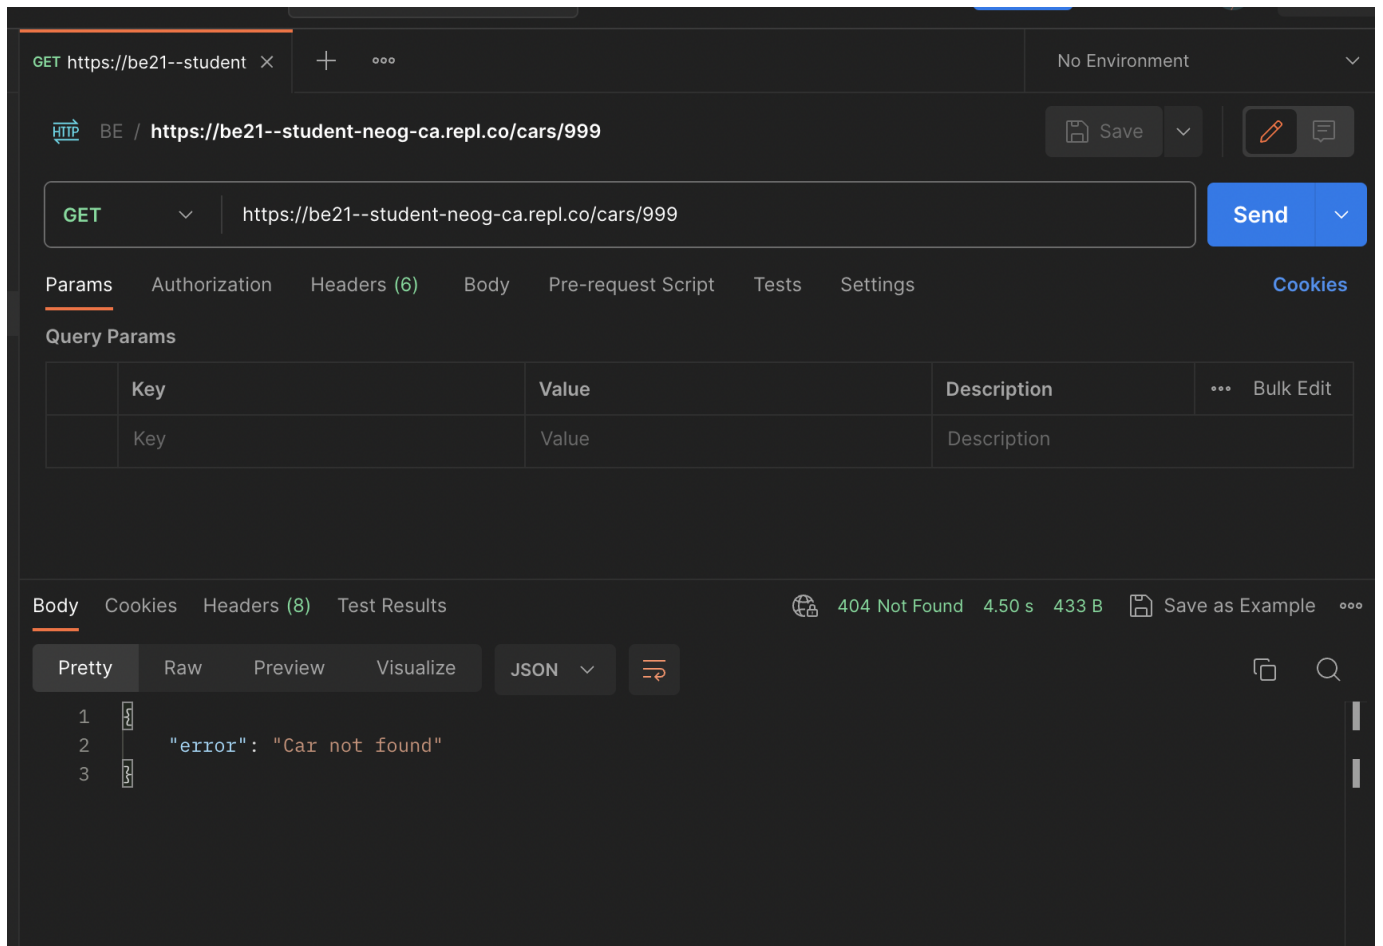 GET https://be21--student
No Environment
HTTP BE / https://be21--student-neog-ca.repl.co/cars/999 Save
GET https://be21--student-neog-ca.repl.co/cars/999 Send
Params Authorization Headers (6) Body Pre-request Script Tests Settings Cookies
Query Params
Key Value Description Bulk Edit
Key Value Description
Body Cookies Headers (8) Test Results 404 Not Found 4.50 s 433 B Save as Example
Pretty Raw Preview Visualize JSON
1 {
2 "error": "Car not found"
3 }